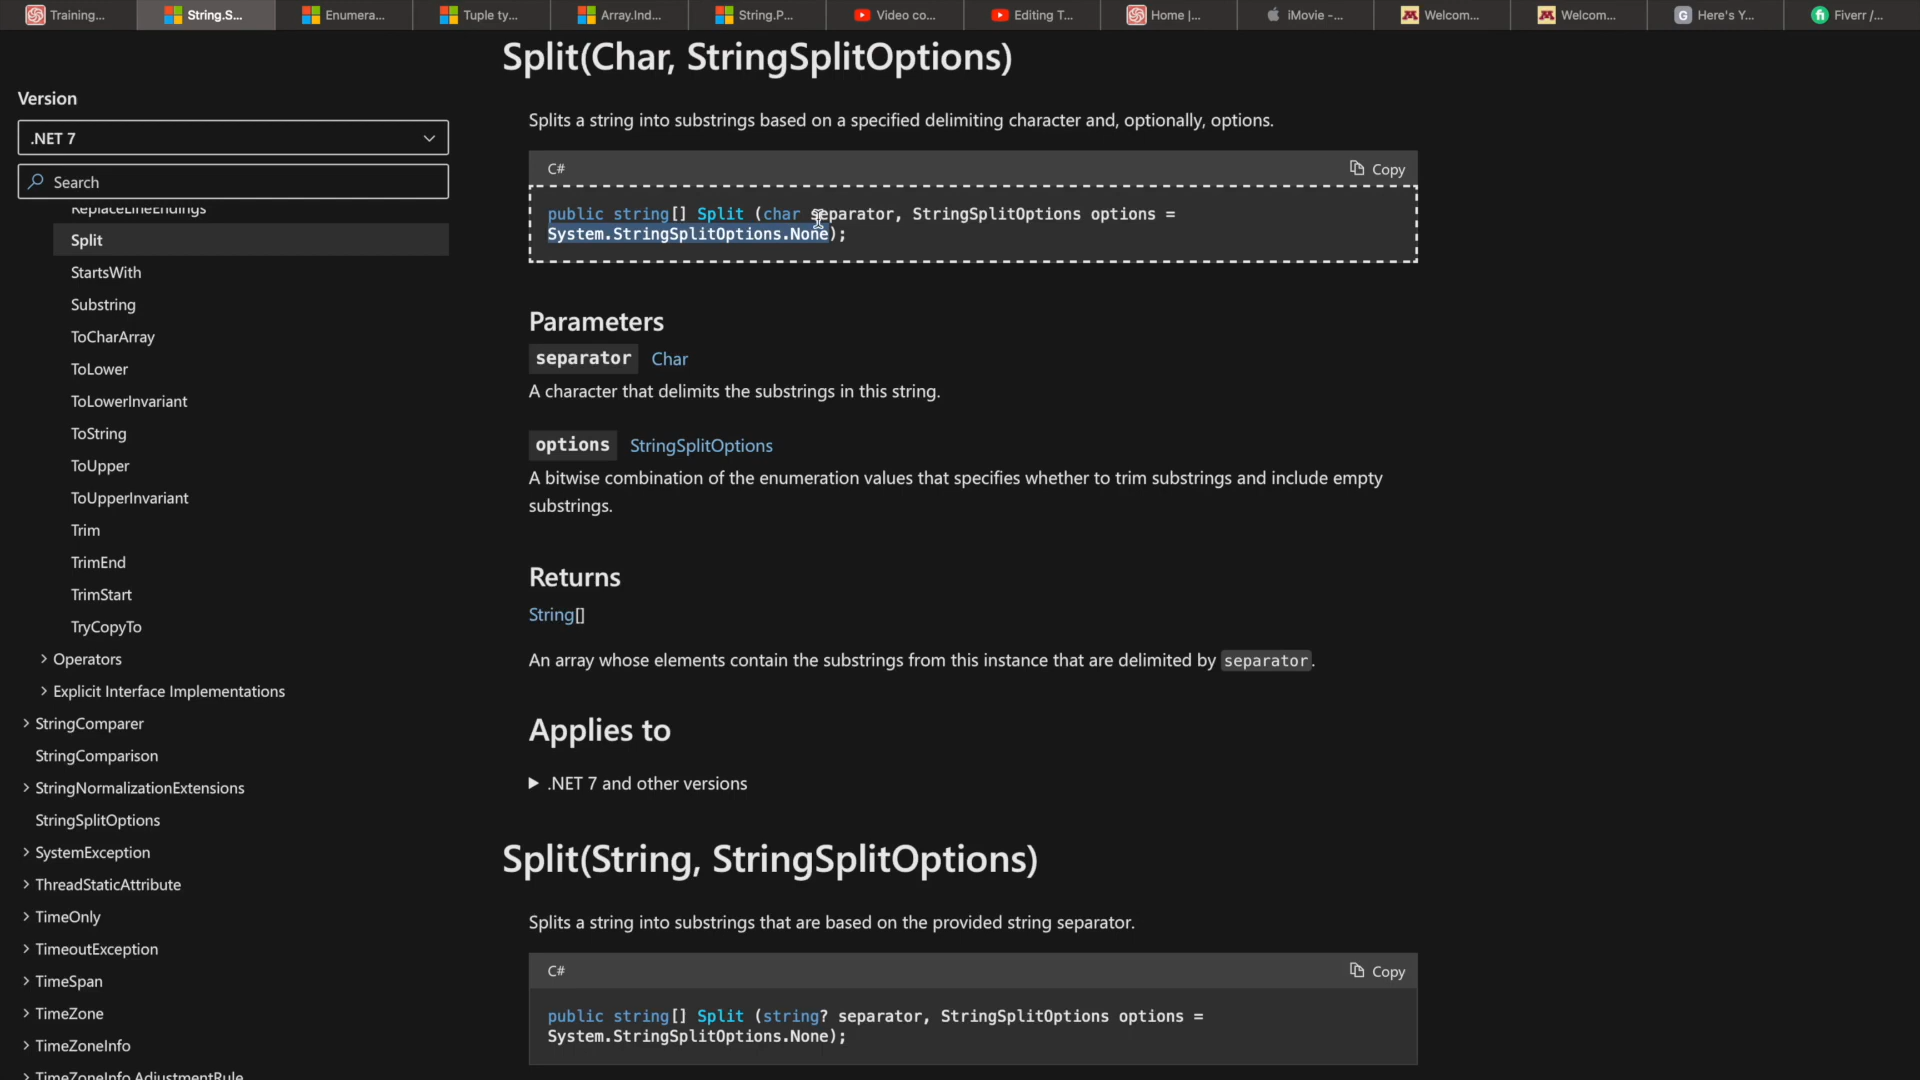 Training...
String.S...
Enumera...
Tuple ty...
Array.Ind...
String.P...
Video co...
Editing T...
Home |...
iMovie -...
Welcom...
Welcom...
Here's Y...
Fiverr /...
Version
.NET 7
Search
ReplaceLineEndings
Split
StartsWith
Substring
ToCharArray
ToLower
ToLowerInvariant
ToString
ToUpper
ToUpperInvariant
Trim
TrimEnd
TrimStart
TryCopyTo
Operators
Explicit Interface Implementations
StringComparer
StringComparison
StringNormalizationExtensions
StringSplitOptions
SystemException
ThreadStaticAttribute
TimeOnly
TimeoutException
TimeSpan
TimeZone
TimeZoneInfo
TimeZoneInfo.AdjustmentRule
Split(Char, StringSplitOptions)
Splits a string into substrings based on a specified delimiting character and, optionally, options.
C#
Copy
public string[] Split (char separator, StringSplitOptions options =
System.StringSplitOptions.None);
Parameters
separator Char
A character that delimits the substrings in this string.
options StringSplitOptions
A bitwise combination of the enumeration values that specifies whether to trim substrings and include empty
substrings.
Returns
String[]
An array whose elements contain the substrings from this instance that are delimited by separator.
Applies to
.NET 7 and other versions
Split(String, StringSplitOptions)
Splits a string into substrings that are based on the provided string separator.
C#
Copy
public string[] Split (string? separator, StringSplitOptions options =
System.StringSplitOptions.None);